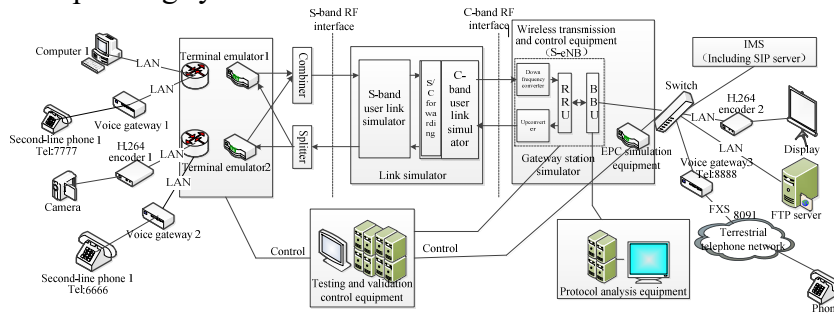 S-band RF
interface
C-band RF
interface
Wireless transmission
and control equipment
(S-eNB)
IMS
（Including SIP server）
Computer 1
LAN
LAN
Terminal emulator1
Combiner
Splitter
S-band
user link
simulator
S/
C for
wa
rd
in
g
C-
band
user
link
simul
ator
Link simulator
Down
frequency
converter
Upconvert
er
R
R
U
B
B
U
Gateway station
simulator
EPC simulation
equipment
Switch
H.264
encoder 2
LAN
LAN
Display
Voice gateway 1
Second-line phone 1
Tel:7777
H.264
encoder 1
LAN
LAN
Terminal emulator2
Camera
Voice gateway 2
Second-line phone 1
Tel:6666
Voice gateway3
Tel:8888
FTP server
FXS
8091
Terrestrial
telephone network
Phon
Control
Control
Testing and validation
control equipment
Protocol analysis equipment